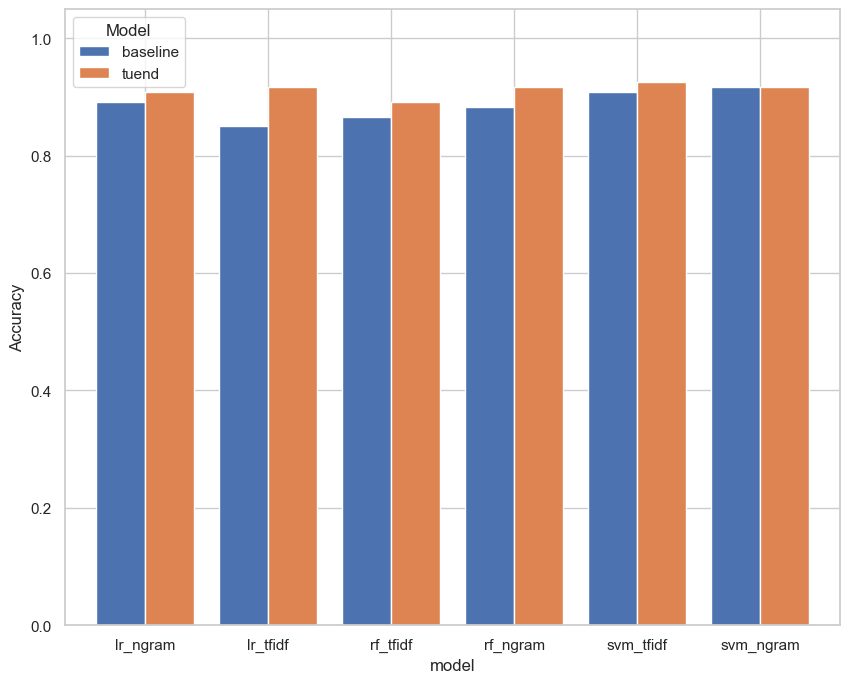 Model
baseline
tuend
1.0
0.8
0.6
0.4
0.2
0.0
Accuracy
lr_ngram lr_tfidf rf_tfidf rf_ngram svm_tfidf svm_ngram
model